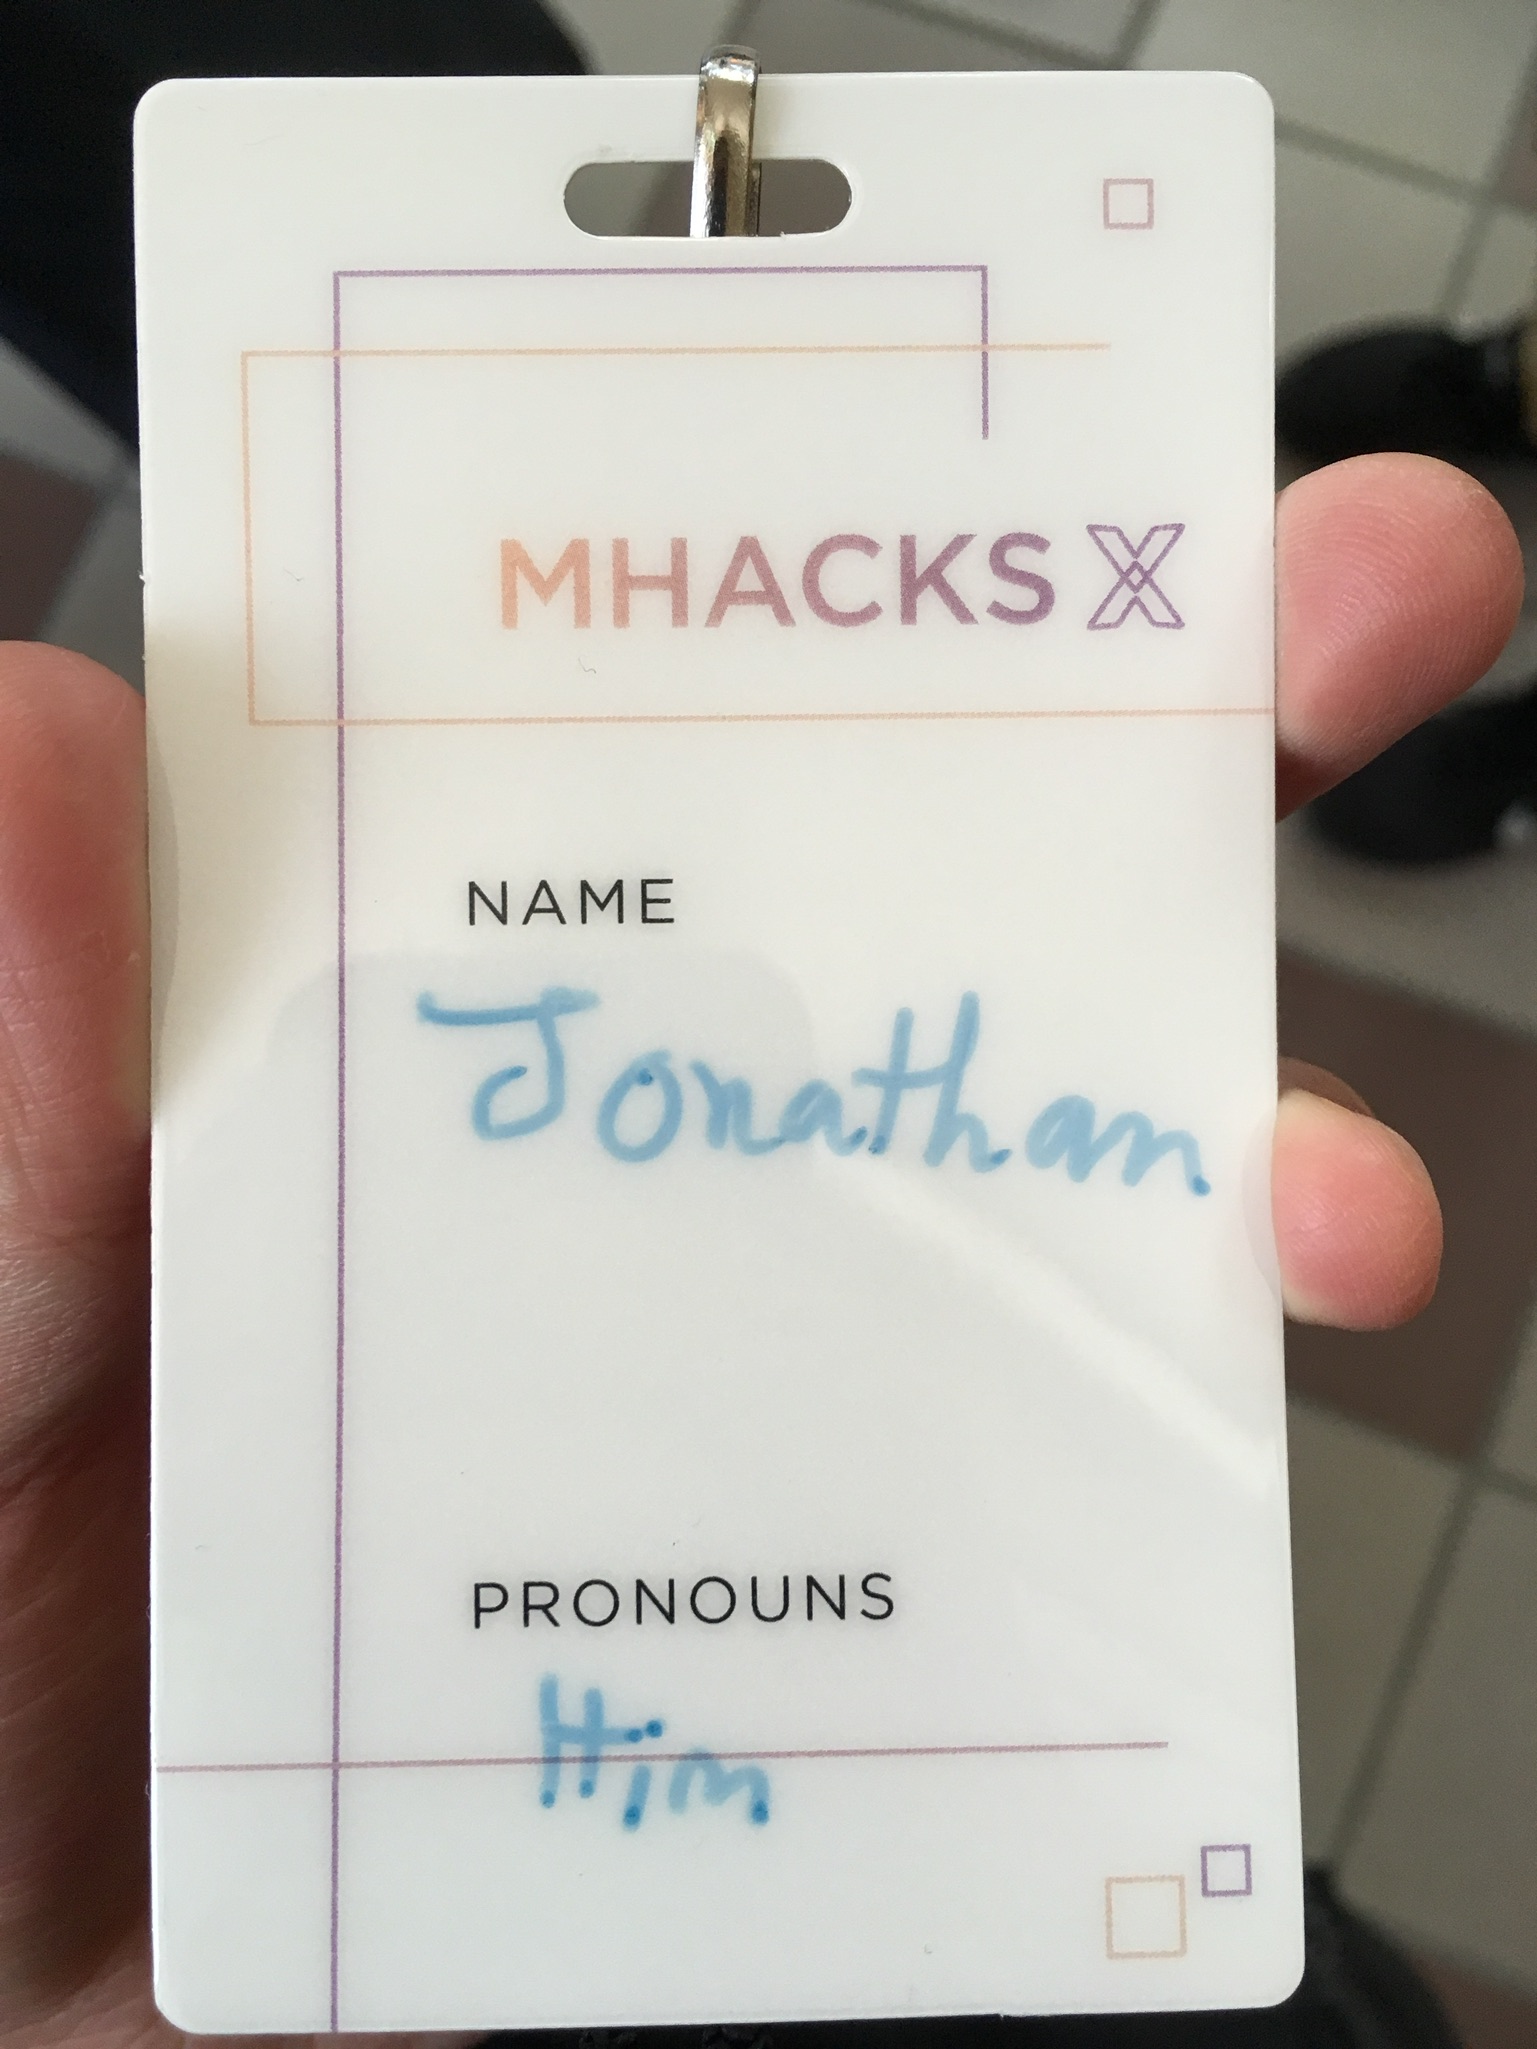 MHACKS X
NAME
Jonathan
PRONOUNS
Him